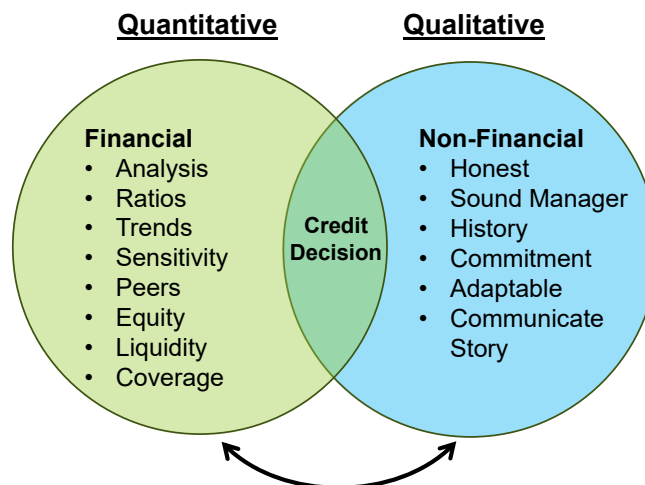 Quantitative
Qualitative
Financial
• Analysis
• Ratios
• Trends
• Sensitivity
• Peers
• Equity
• Liquidity
• Coverage
Credit
Decision
Non-Financial
• Honest
• Sound Manager
• History
• Commitment
• Adaptable
• Communicate
Story